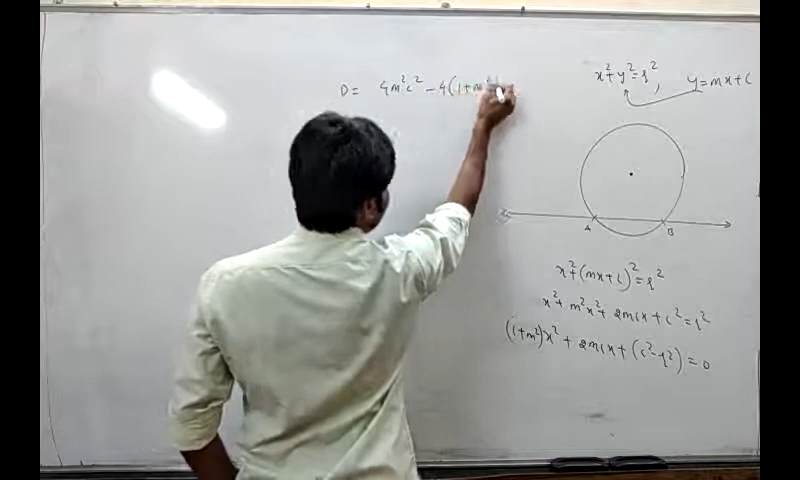 D = 4m²c² - 4(1+m²)
x² + y² = r² , y = mx + c
A B
x² + (mx + c)² = r²
x² + m²x² + 2mcx + c² = r²
(1+m²)x² + 2mcx + (c² - r²) = 0